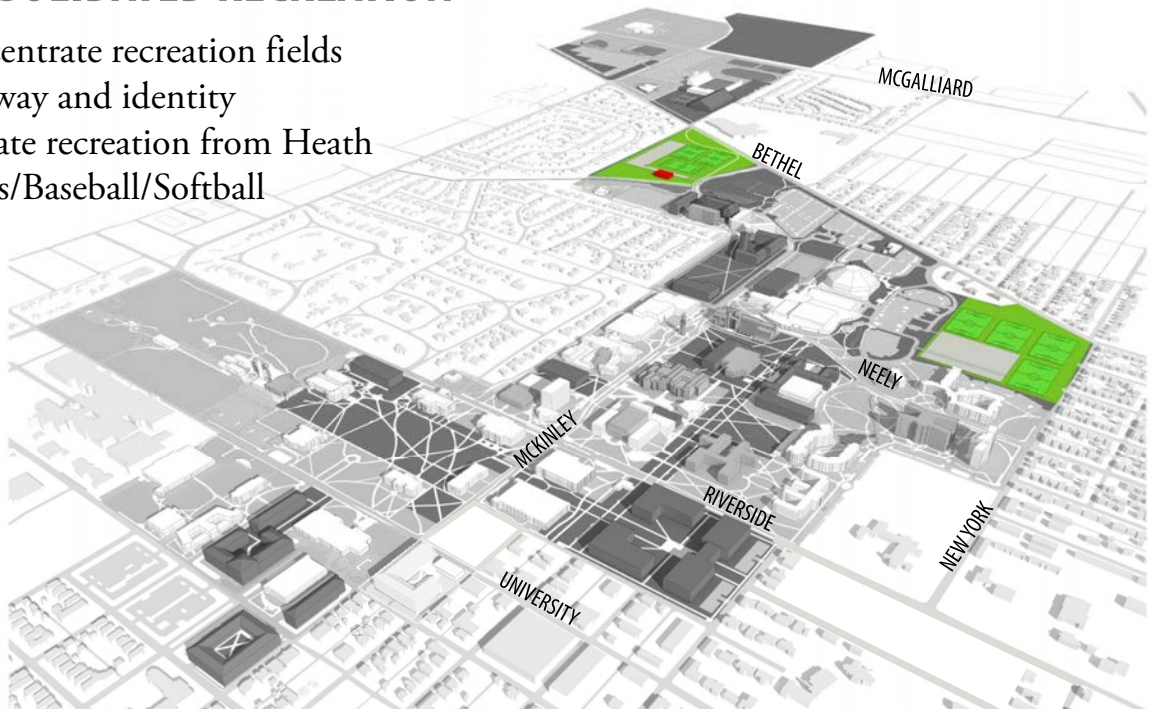 entrate recreation fields
way and identity
ate recreation from Heath
s/Baseball/Softball
MCGALLIARD
BETHEL
NEELY
MCKINLEY
RIVERSIDE
NEW YORK
UNIVERSITY